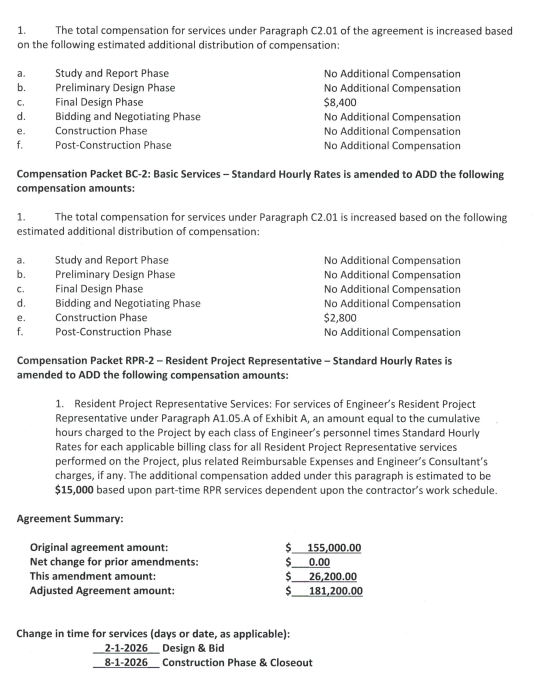 1. The total compensation for services under Paragraph C2.01 of the agreement is increased based
on the following estimated additional distribution of compensation:
a. Study and Report Phase No Additional Compensation
b. Preliminary Design Phase No Additional Compensation
c. Final Design Phase $8,400
d. Bidding and Negotiating Phase No Additional Compensation
e. Construction Phase No Additional Compensation
f. Post-Construction Phase No Additional Compensation
Compensation Packet BC-2: Basic Services – Standard Hourly Rates is amended to ADD the following
compensation amounts:
1. The total compensation for services under Paragraph C2.01 is increased based on the following
estimated additional distribution of compensation:
a. Study and Report Phase No Additional Compensation
b. Preliminary Design Phase No Additional Compensation
c. Final Design Phase No Additional Compensation
d. Bidding and Negotiating Phase No Additional Compensation
e. Construction Phase $2,800
f. Post-Construction Phase No Additional Compensation
Compensation Packet RPR-2 – Resident Project Representative – Standard Hourly Rates is
amended to ADD the following compensation amounts:
1. Resident Project Representative Services: For services of Engineer's Resident Project
Representative under Paragraph A1.05.A of Exhibit A, an amount equal to the cumulative
hours charged to the Project by each class of Engineer's personnel times Standard Hourly
Rates for each applicable billing class for all Resident Project Representative services
performed on the Project, plus related Reimbursable Expenses and Engineer's Consultant's
charges, if any. The additional compensation added under this paragraph is estimated to be
$15,000 based upon part-time RPR services dependent upon the contractor's work schedule.
Agreement Summary:
Original agreement amount: $ 155,000.00
Net change for prior amendments: $ 0.00
This amendment amount: $ 26,200.00
Adjusted Agreement amount: $ 181,200.00
Change in time for services (days or date, as applicable):
2-1-2026 Design & Bid
8-1-2026 Construction Phase & Closeout